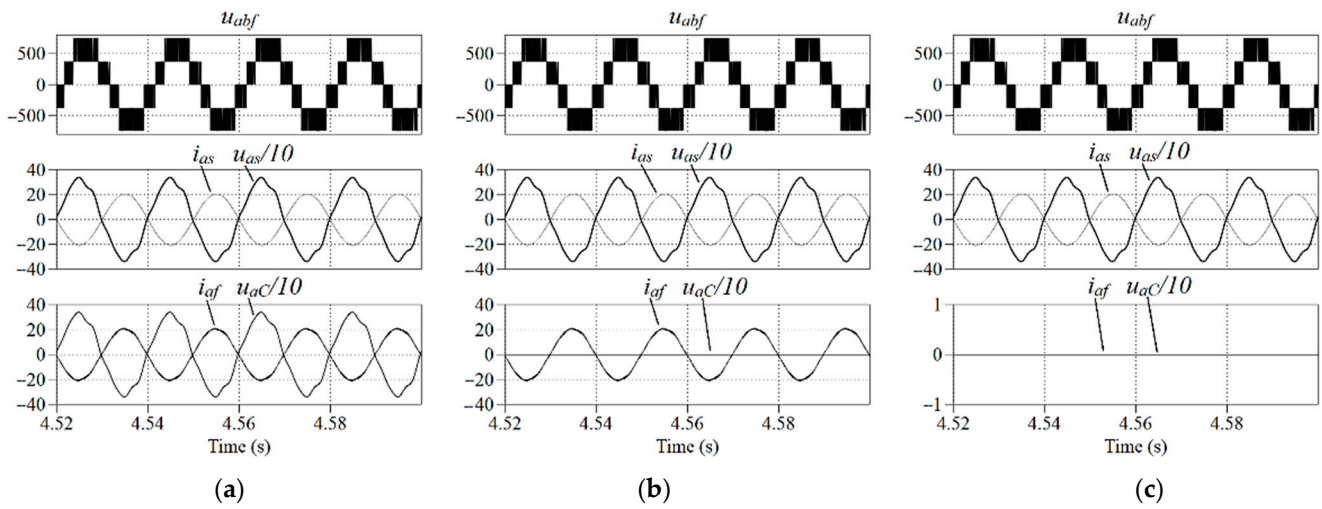 u_abf u_abf u_abf
500 500 500
0 0 0
−500 −500 −500
i_as u_as/10 i_as u_as/10 i_as u_as/10
40 40 40
20 20 20
0 0 0
−20 −20 −20
−40 −40 −40
i_af u_aC/10 i_af u_aC/10 i_af u_aC/10
40 40 1
20 20
0 0 0
−20 −20
−40 −40 −1
4.52 4.54 4.56 4.58 4.52 4.54 4.56 4.58 4.52 4.54 4.56 4.58
Time (s) Time (s) Time (s)
(a) (b) (c)